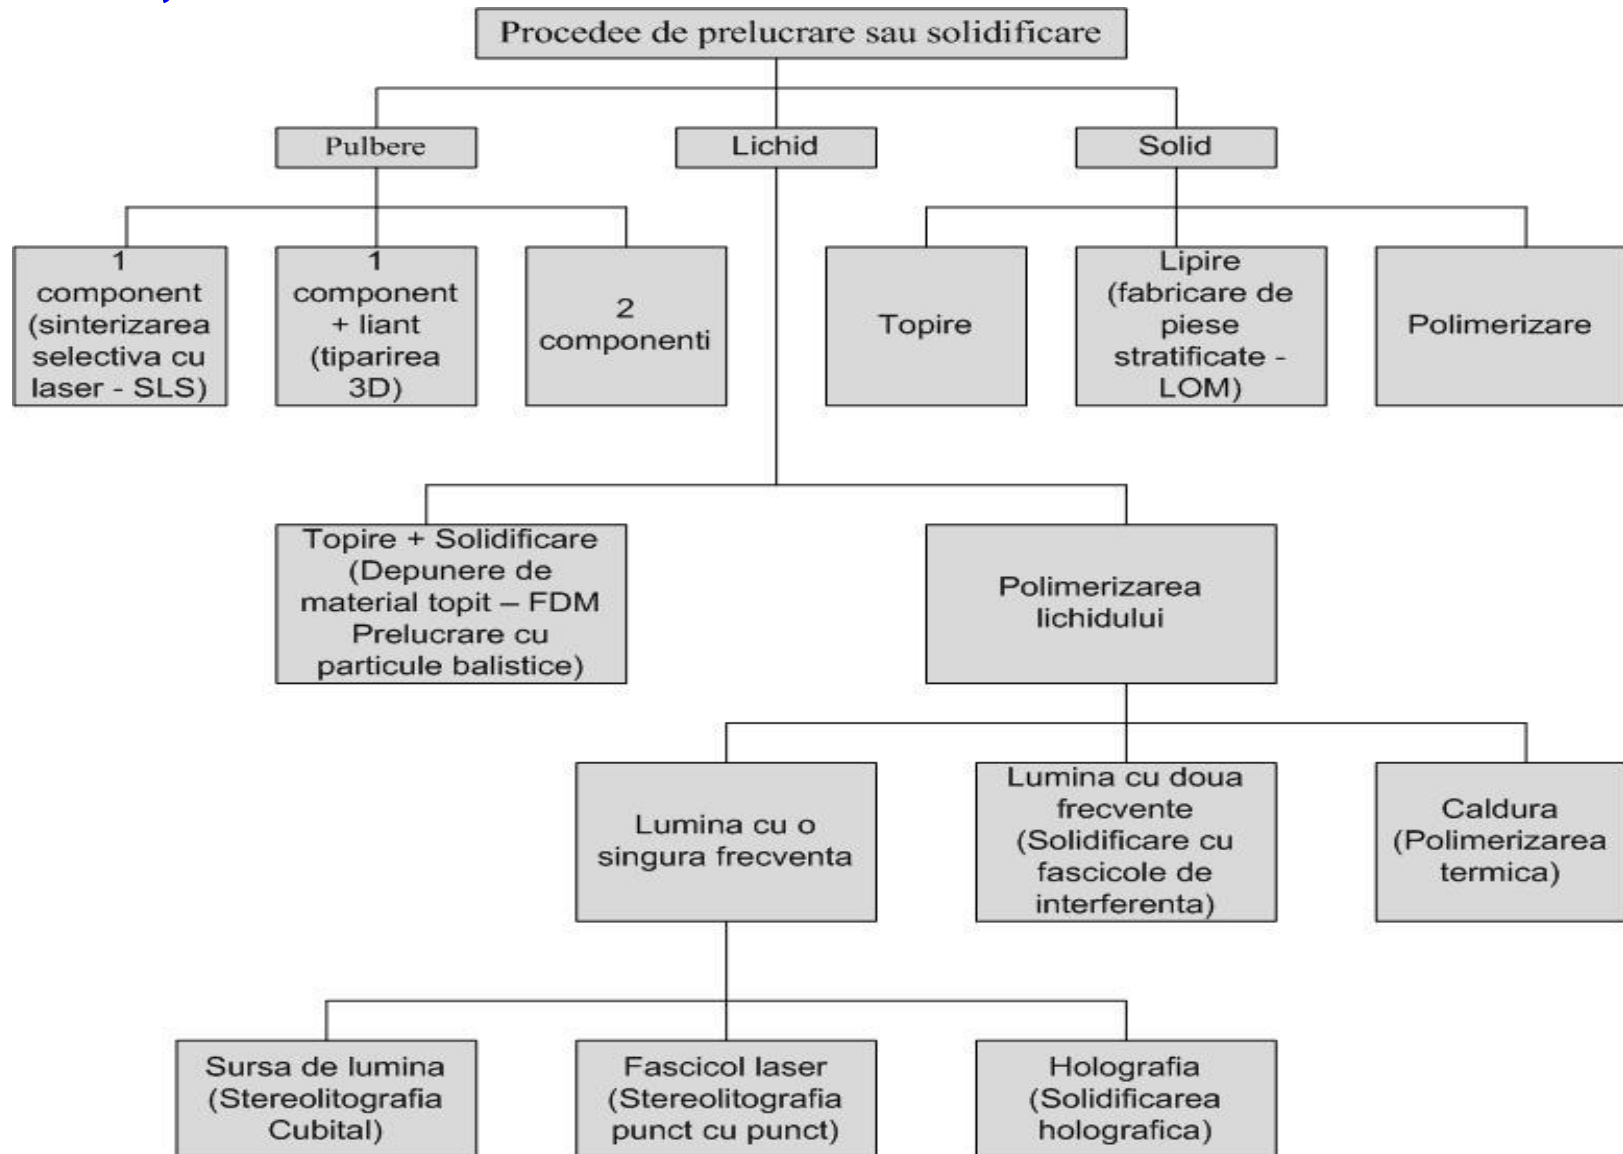 Procedee de prelucrare sau solidificare
Pulbere
Lichid
Solid
1
component
(sinterizarea
selectiva cu
laser - SLS)
1
component
+ liant
(tiparirea
3D)
2
componenti
Topire
Lipire
(fabricare de
piese
stratificate -
LOM)
Polimerizare
Topire + Solidificare
(Depunere de
material topit – FDM
Prelucrare cu
particule balistice)
Polimerizarea
lichidului
Lumina cu o
singura frecventa
Lumina cu doua
frecvente
(Solidificare cu
fascicole de
interferenta)
Caldura
(Polimerizarea
termica)
Sursa de lumina
(Stereolitografia
Cubital)
Fascicol laser
(Stereolitografia
punct cu punct)
Holografia
(Solidificarea
holografica)